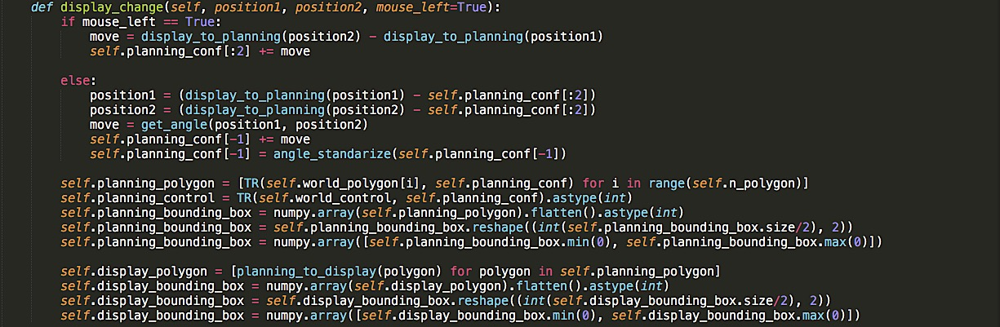 def display_change(self, position1, position2, mouse_left=True):
    if mouse_left == True:
        move = display_to_planning(position2) - display_to_planning(position1)
        self.planning_conf[:2] += move

    else:
        position1 = (display_to_planning(position1) - self.planning_conf[:2])
        position2 = (display_to_planning(position2) - self.planning_conf[:2])
        move = get_angle(position1, position2)
        self.planning_conf[-1] += move
        self.planning_conf[-1] = angle_standarize(self.planning_conf[-1])

    self.planning_polygon = [TR(self.world_polygon[i], self.planning_conf) for i in range(self.n_polygon)]
    self.planning_control = TR(self.world_control, self.planning_conf).astype(int)
    self.planning_bounding_box = numpy.array(self.planning_polygon).flatten().astype(int)
    self.planning_bounding_box = self.planning_bounding_box.reshape((int(self.planning_bounding_box.size/2), 2))
    self.planning_bounding_box = numpy.array([self.planning_bounding_box.min(0), self.planning_bounding_box.max(0)])

    self.display_polygon = [planning_to_display(polygon) for polygon in self.planning_polygon]
    self.display_bounding_box = numpy.array(self.display_polygon).flatten().astype(int)
    self.display_bounding_box = self.display_bounding_box.reshape((int(self.display_bounding_box.size/2), 2))
    self.display_bounding_box = numpy.array([self.display_bounding_box.min(0), self.display_bounding_box.max(0)])